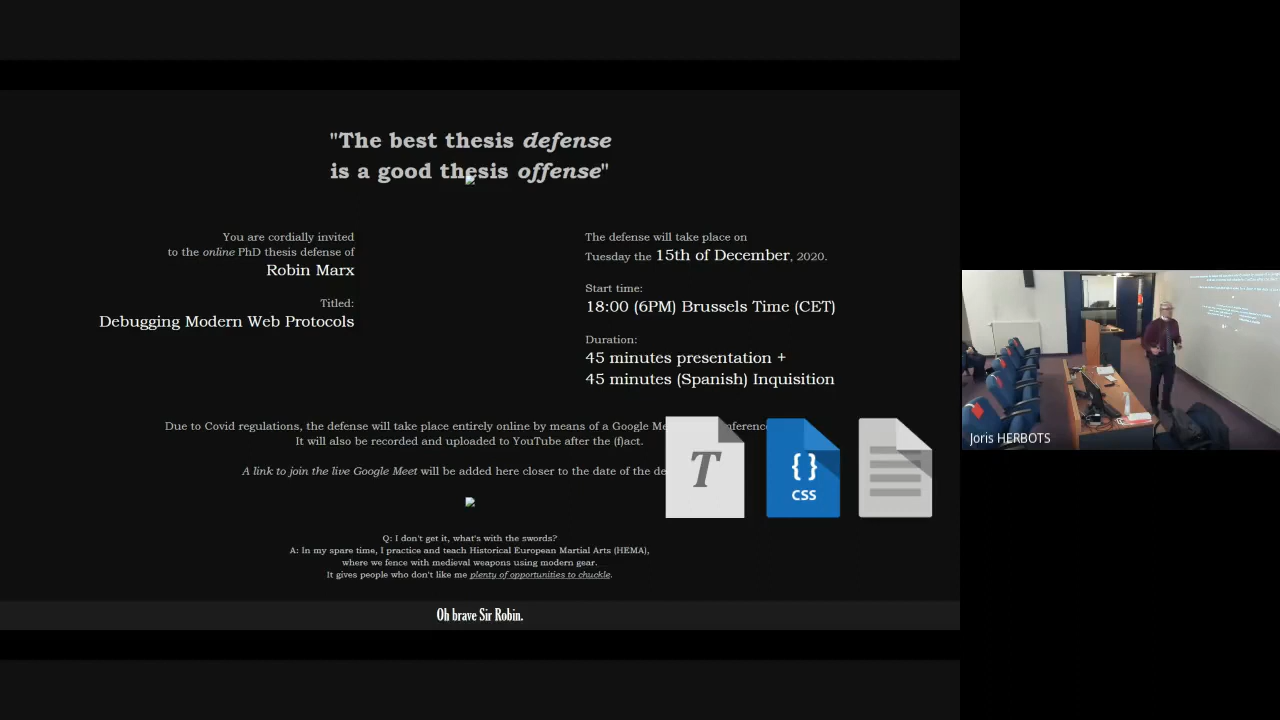 "The best thesis defense
is a good thesis offense"
You are cordially invited
to the online PhD thesis defense of
Robin Marx
Titled:
Debugging Modern Web Protocols
The defense will take place on
Tuesday the 15th of December, 2020.
Start time:
18:00 (6PM) Brussels Time (CET)
Duration:
45 minutes presentation +
45 minutes (Spanish) Inquisition
Due to Covid regulations, the defense will take place entirely online by means of a Google
It will also be recorded and uploaded to YouTube after the (f)act.
A link to join the live Google Meet will be added here closer to the date of the
T
{ }
CSS
Q: I don't get it, what's with the swords?
A: In my spare time, I practice and teach Historical European Martial Arts (HEMA),
where we fence with medieval weapons using modern gear.
It gives people who don't like me plenty of opportunities to chuckle.
Oh brave Sir Robin.
Joris HERBOTS